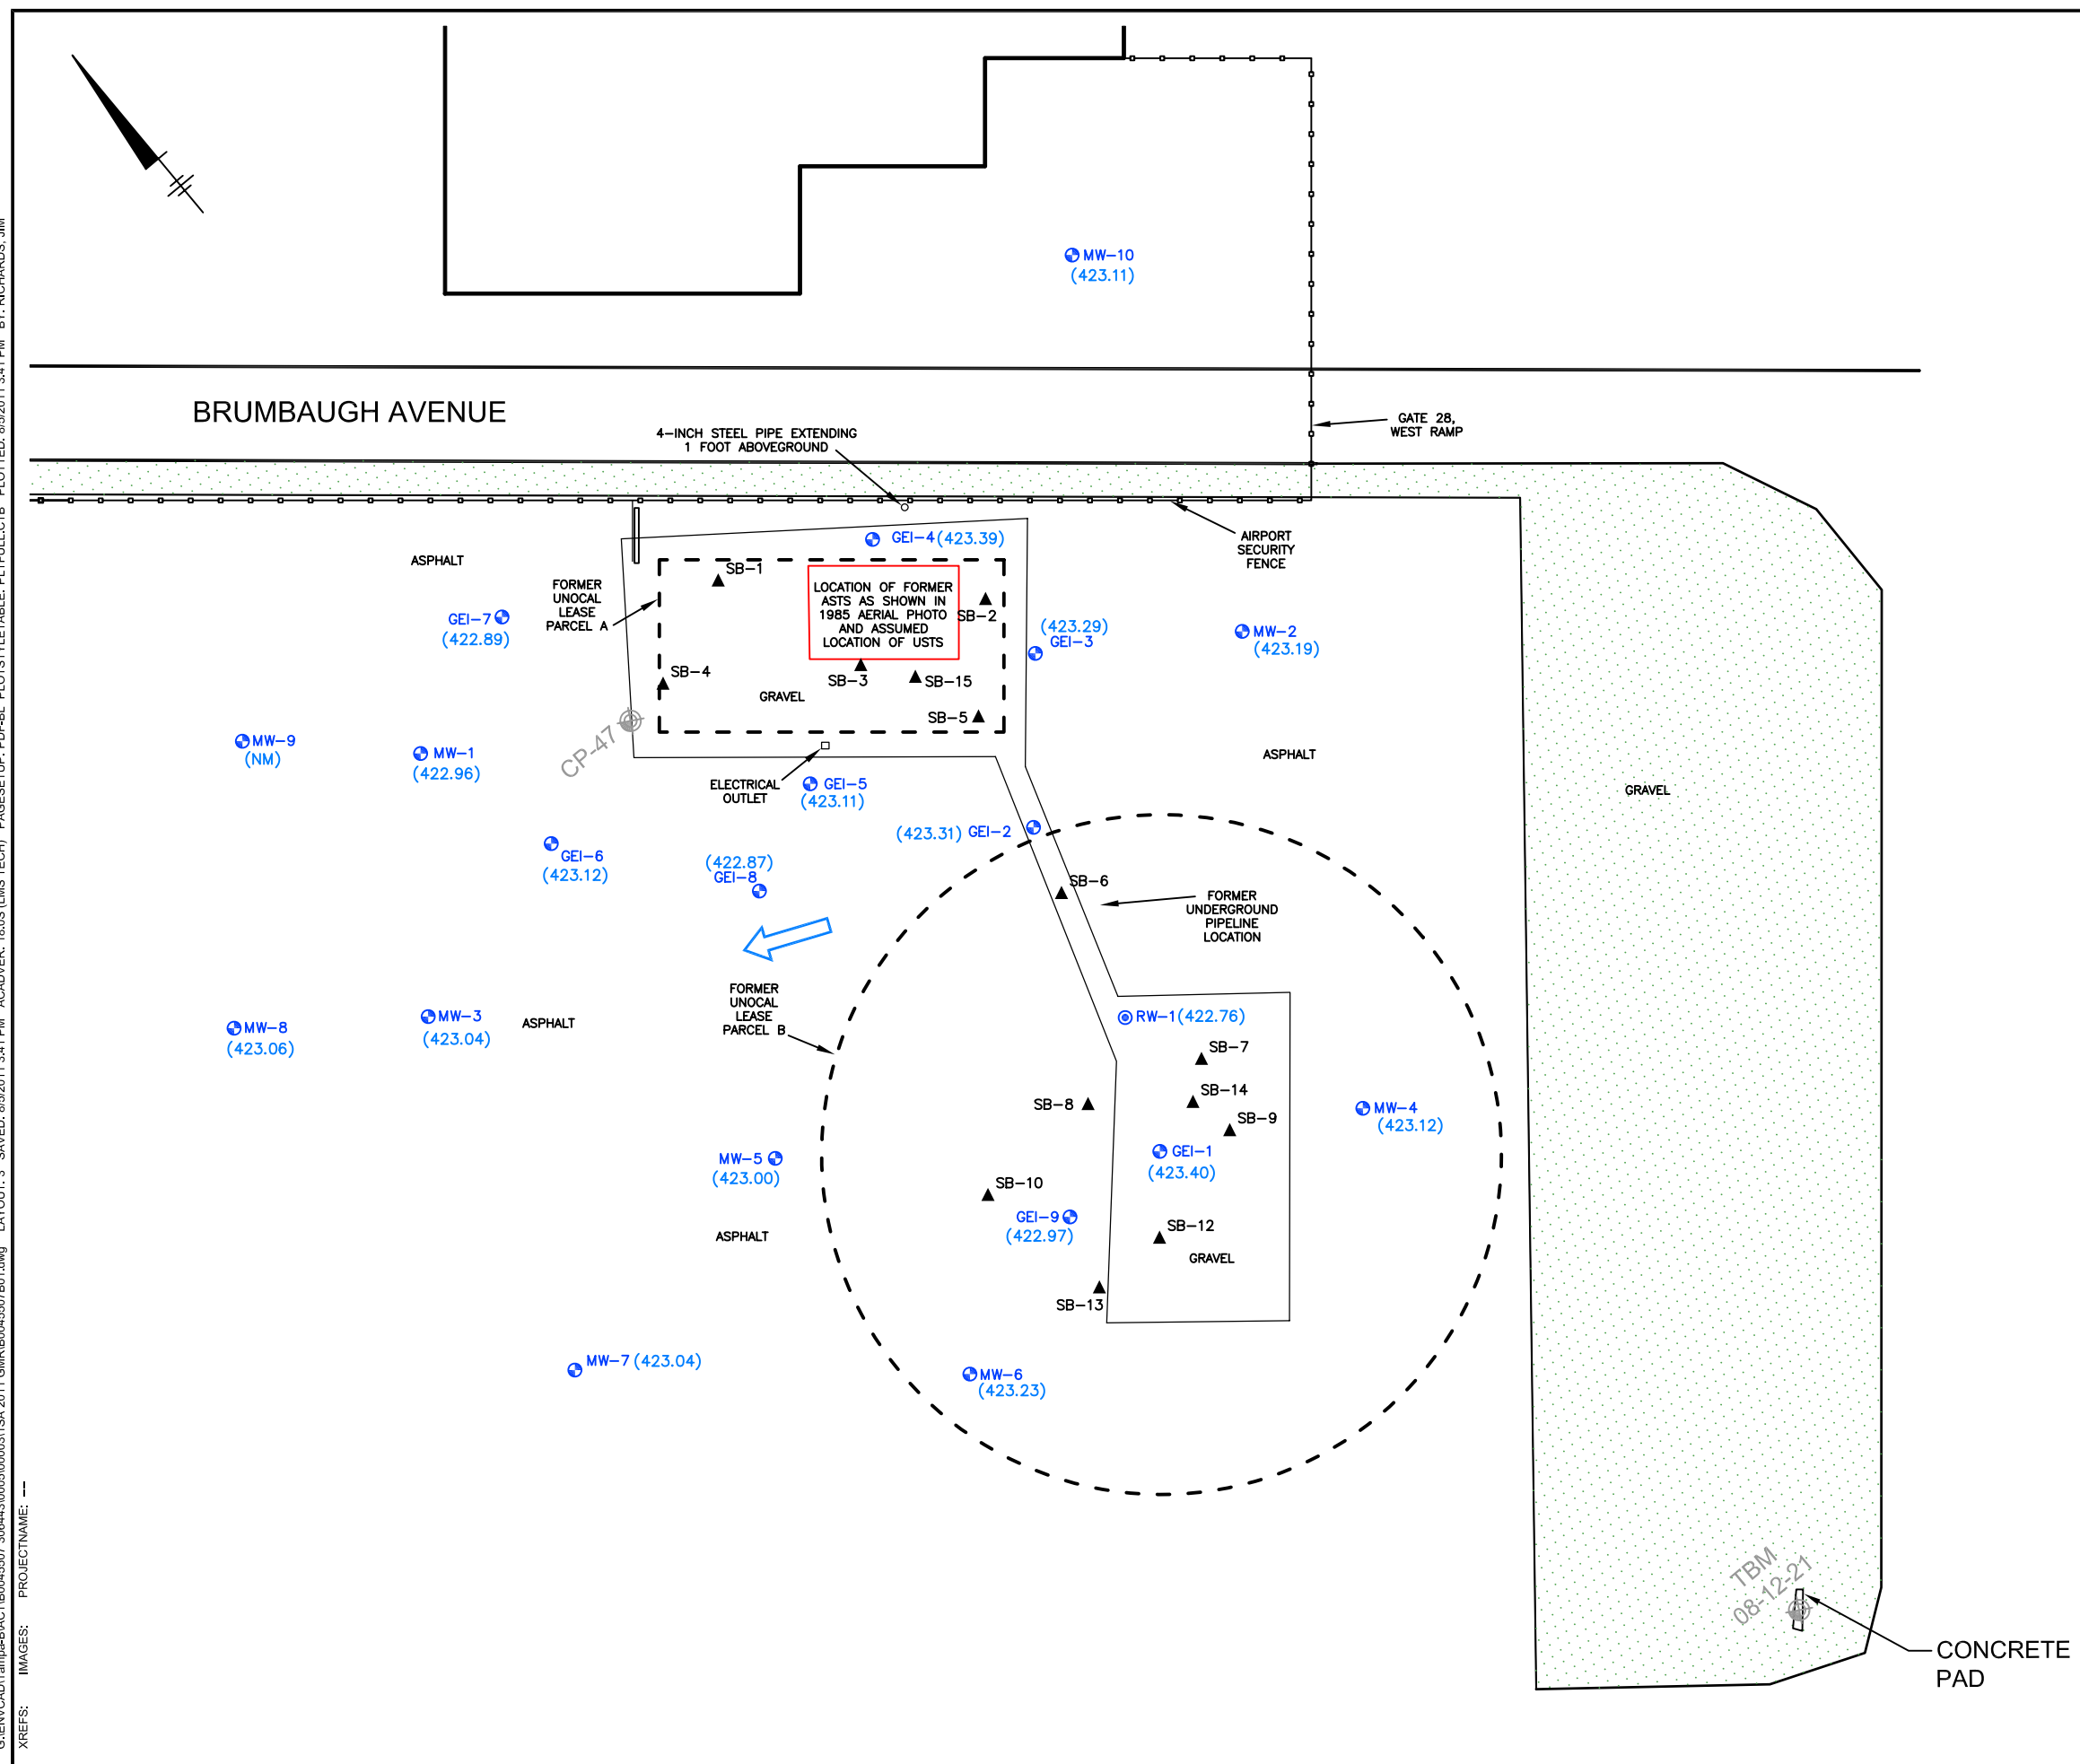 MW-10
(423.11)
BRUMBAUGH AVENUE
4-INCH STEEL PIPE EXTENDING
1 FOOT ABOVEGROUND
GATE 28,
WEST RAMP
AIRPORT
SECURITY
FENCE
ASPHALT
GEI-4 (423.39)
FORMER
UNOCAL
LEASE
PARCEL A
SB-1
LOCATION OF FORMER
ASTS AS SHOWN IN
1985 AERIAL PHOTO
AND ASSUMED
LOCATION OF USTS
SB-2
GEI-7
(422.89)
(423.29)
GEI-3
MW-2
(423.19)
SB-4
SB-3
SB-15
GRAVEL
SB-5
CP-47
MW-9
(NM)
MW-1
(422.96)
ELECTRICAL
OUTLET
GEI-5
(423.11)
ASPHALT
GRAVEL
(423.31) GEI-2
GEI-6
(423.12)
(422.87)
GEI-8
SB-6
FORMER
UNDERGROUND
PIPELINE
LOCATION
FORMER
UNOCAL
LEASE
PARCEL B
MW-8
(423.06)
MW-3
(423.04)
ASPHALT
RW-1 (422.76)
SB-7
SB-14
SB-8
SB-9
MW-4
(423.12)
MW-5
(423.00)
GEI-1
(423.40)
SB-10
GEI-9
(422.97)
SB-12
ASPHALT
GRAVEL
SB-13
MW-7 (423.04)
MW-6
(423.23)
TBM
08-12-21
CONCRETE
PAD
XREFS: IMAGES: PROJECTNAME: --